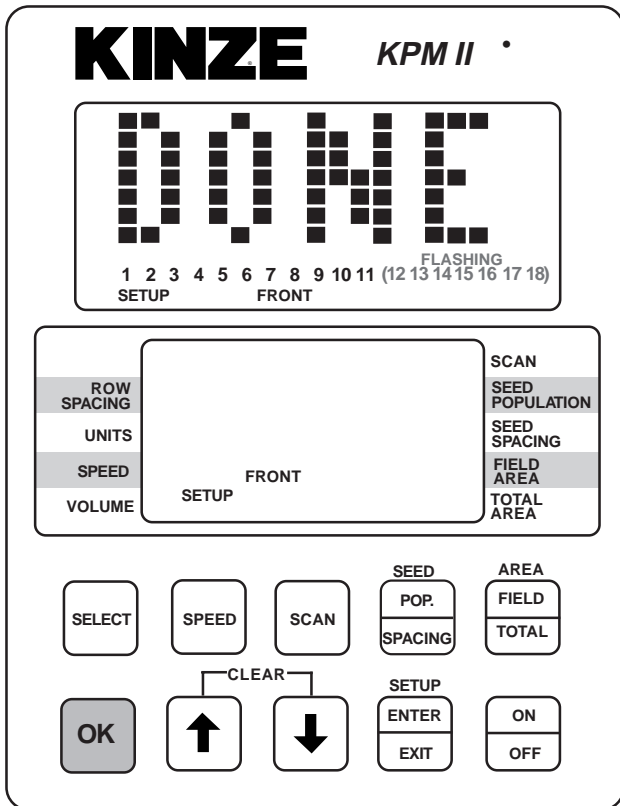 KINZE KPM II
DONE
FLASHING
1 2 3 4 5 6 7 8 9 10 11 (12 13 14 15 16 17 18)
SETUP FRONT
SCAN
ROW SPACING
SEED POPULATION
UNITS
SEED SPACING
SPEED
FRONT
FIELD AREA
SETUP
VOLUME
TOTAL AREA
SEED
AREA
SELECT
SPEED
SCAN
POP.
SPACING
FIELD
TOTAL
CLEAR
SETUP
OK
ENTER
EXIT
ON
OFF